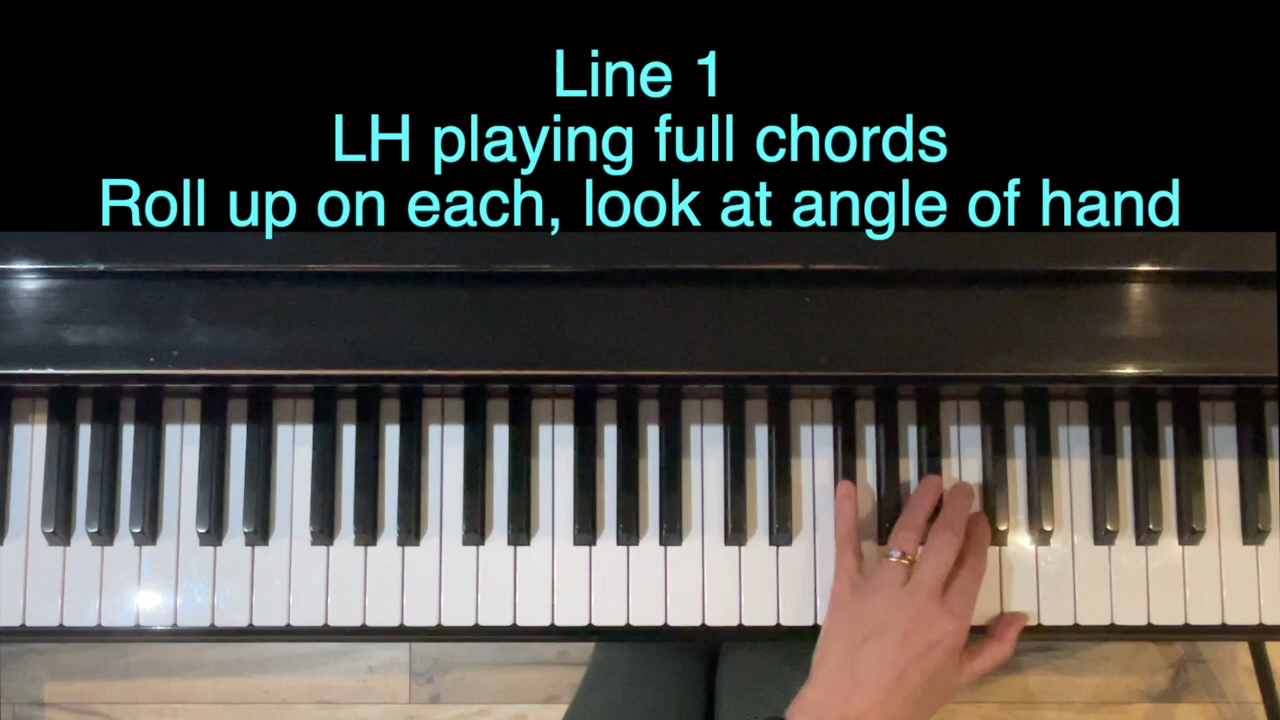 Line 1
LH playing full chords
Roll up on each, look at angle of hand